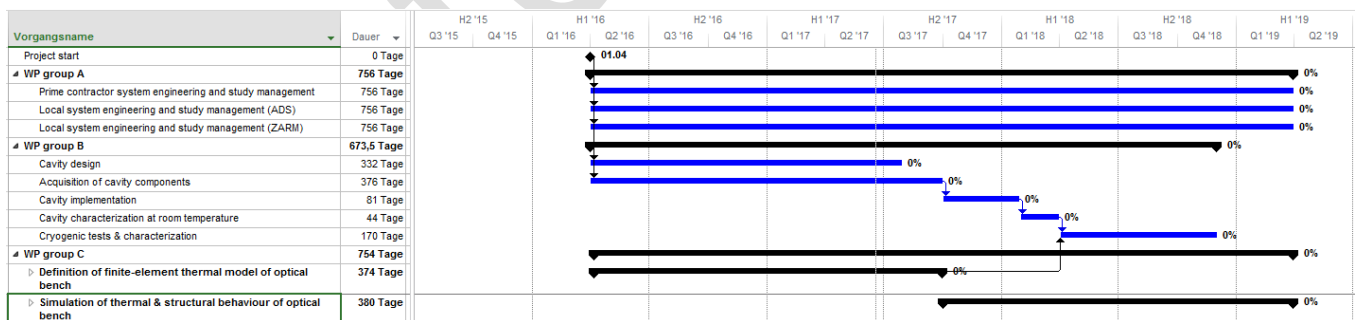 H2 '15 H1 '16 H2 '16 H1 '17 H2 '17 H1 '18 H2 '18 H1 '19
Vorgangsname Dauer Q3 '15 Q4 '15 Q1 '16 Q2 '16 Q3 '16 Q4 '16 Q1 '17 Q2 '17 Q3 '17 Q4 '17 Q1 '18 Q2 '18 Q3 '18 Q4 '18 Q1 '19 Q2 '19
Project start 0 Tage 01.04
WP group A 756 Tage 0%
Prime contractor system engineering and study management 756 Tage 0%
Local system engineering and study management (ADS) 756 Tage 0%
Local system engineering and study management (ZARM) 756 Tage 0%
WP group B 673,5 Tage 0%
Cavity design 332 Tage 0%
Acquisition of cavity components 376 Tage 0%
Cavity implementation 81 Tage 0%
Cavity characterization at room temperature 44 Tage 0%
Cryogenic tests & characterization 170 Tage 0%
WP group C 754 Tage 0%
Definition of finite-element thermal model of optical 374 Tage 0%
bench
Simulation of thermal & structural behaviour of optical 380 Tage 0%
bench